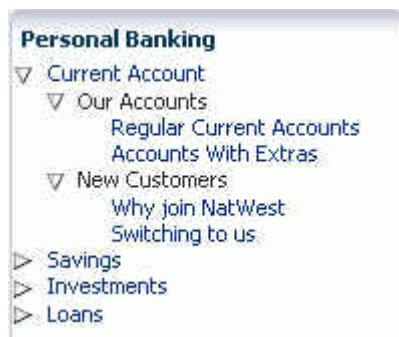 Personal Banking
Current Account
Our Accounts
Regular Current Accounts
Accounts With Extras
New Customers
Why join NatWest
Switching to us
Savings
Investments
Loans